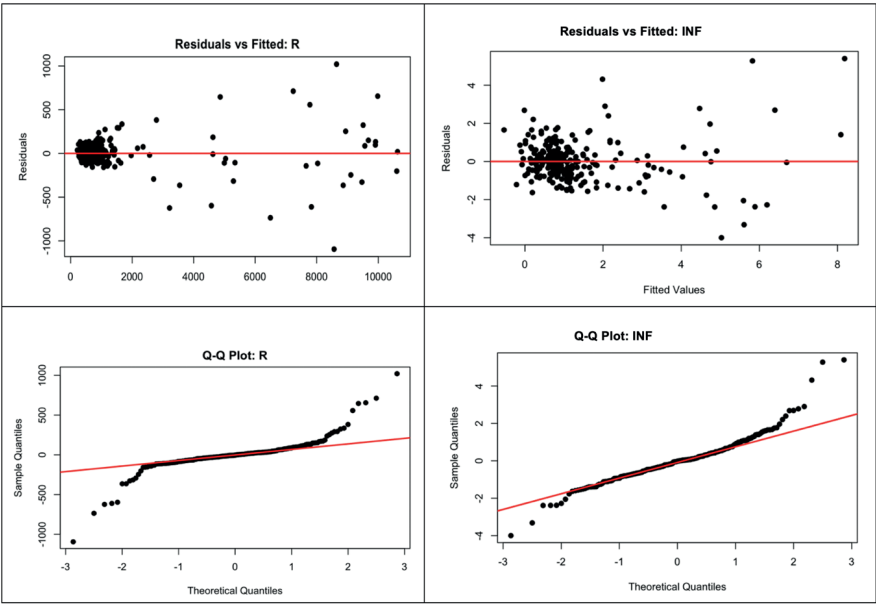 Residuals vs Fitted: R
Residuals
1000
500
0
-500
-1000
0 2000 4000 6000 8000 10000
Residuals vs Fitted: INF
Residuals
4
2
0
-2
-4
0 2 4 6 8
Fitted Values
Q-Q Plot: R
Sample Quantiles
1000
500
0
-500
-1000
-3 -2 -1 0 1 2 3
Theoretical Quantiles
Q-Q Plot: INF
Sample Quantiles
4
2
0
-2
-4
-3 -2 -1 0 1 2 3
Theoretical Quantiles